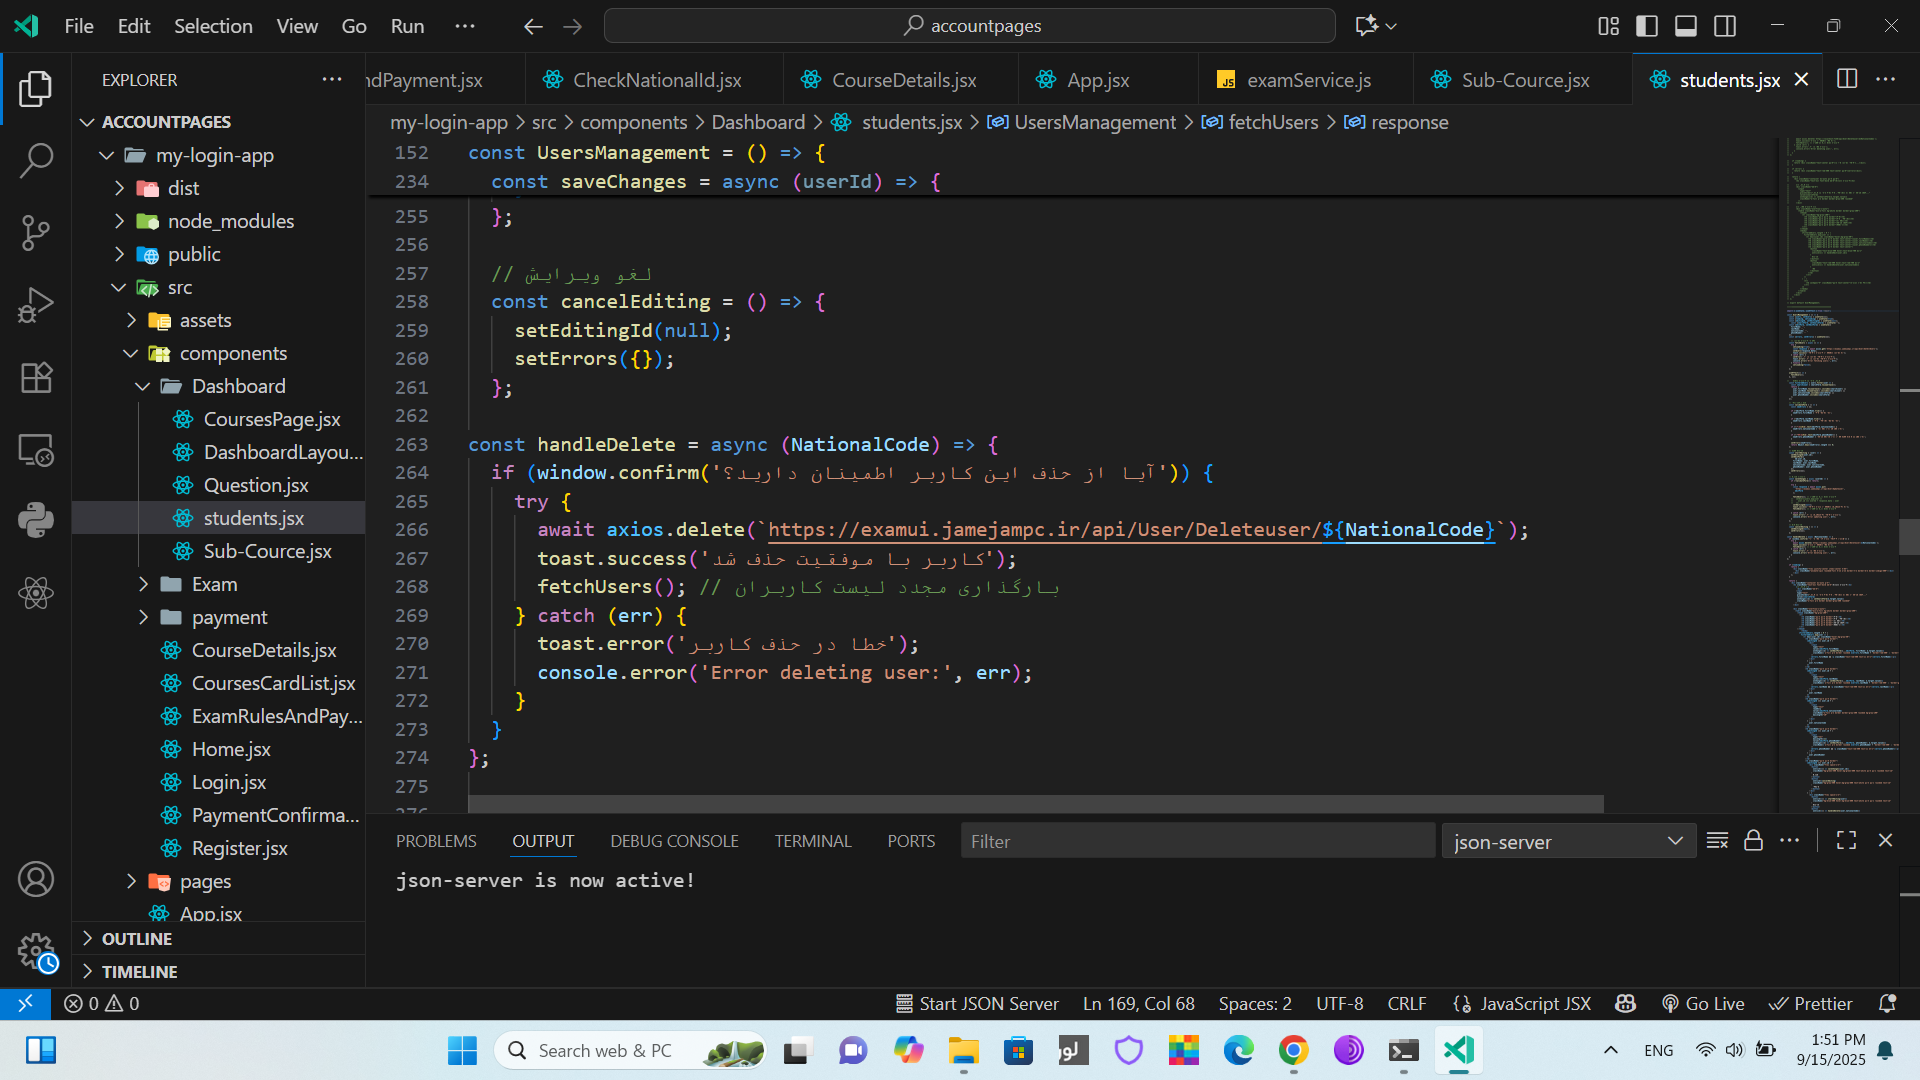 File Edit Selection View Go Run
accountpages
EXPLORER
ndPayment.jsx CheckNationalId.jsx CourseDetails.jsx App.jsx JS examService.js Sub-Cource.jsx students.jsx
my-login-app > src > components > Dashboard > students.jsx > UsersManagement > fetchUsers > response
ACCOUNTPAGES
my-login-app
dist
node_modules
public
src
assets
components
Dashboard
CoursesPage.jsx
DashboardLayou...
Question.jsx
students.jsx
Sub-Cource.jsx
Exam
payment
CourseDetails.jsx
CoursesCardList.jsx
ExamRulesAndPay...
Home.jsx
Login.jsx
PaymentConfirma...
Register.jsx
pages
App.jsx
OUTLINE
TIMELINE
152 const UsersManagement = () => {
234 const saveChanges = async (userId) => {
255 };
256
257 // لغو ویرایش
258 const cancelEditing = () => {
259 setEditingId(null);
260 setErrors({});
261 };
262
263 const handleDelete = async (NationalCode) => {
264 if (window.confirm('آیا از حذف این کاربر اطمینان دارید؟')) {
265 try {
266 await axios.delete(`https://examui.jamejampc.ir/api/User/Deleteuser/${NationalCode}`);
267 toast.success('کاربر با موفقیت حذف شد');
268 fetchUsers(); // بارگذاری مجدد لیست کاربران
269 } catch (err) {
270 toast.error('خطا در حذف کاربر');
271 console.error('Error deleting user:', err);
272 }
273 }
274 };
275
276
PROBLEMS OUTPUT DEBUG CONSOLE TERMINAL PORTS Filter json-server
json-server is now active!
0 0 Start JSON Server Ln 169, Col 68 Spaces: 2 UTF-8 CRLF JavaScript JSX Go Live Prettier
Search web & PC
لور
ENG
1:51 PM
9/15/2025